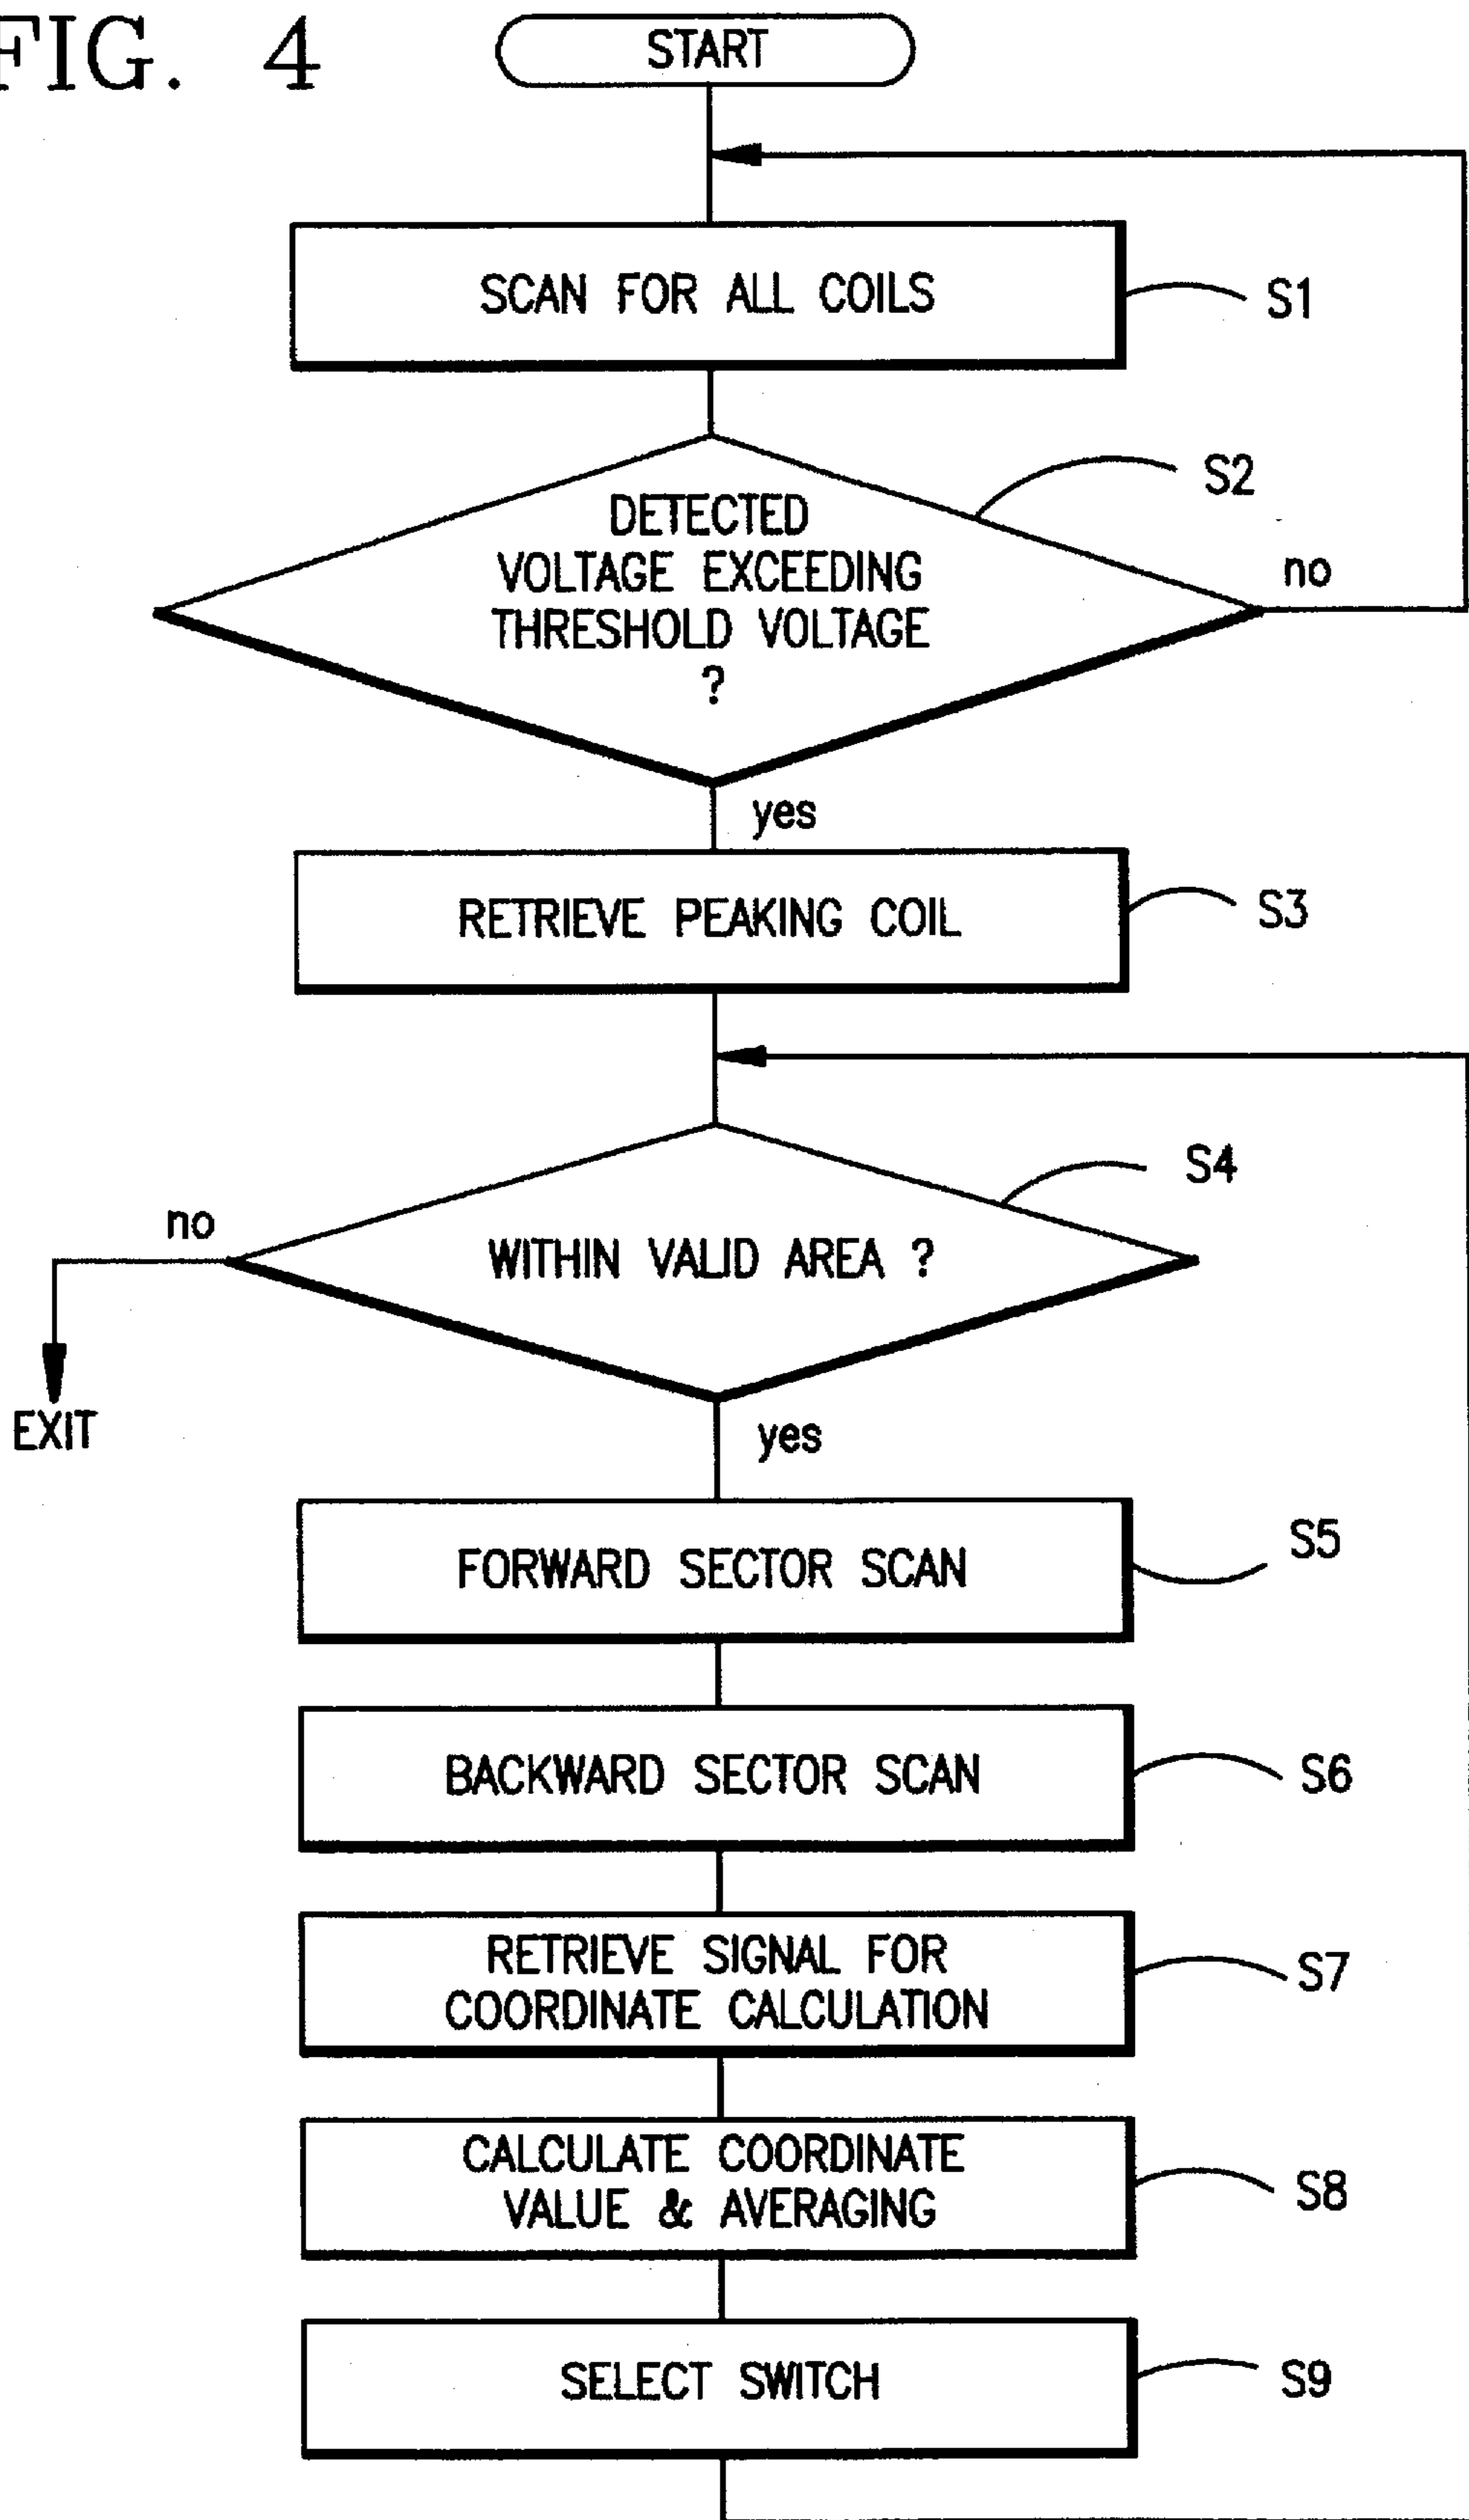 FIG. 4
START
SCAN FOR ALL COILS
S1
S2
DETECTED
VOLTAGE EXCEEDING
THRESHOLD VOLTAGE
?
no
yes
RETRIEVE PEAKING COIL
S3
S4
no
WITHIN VALID AREA ?
EXIT
yes
FORWARD SECTOR SCAN
S5
BACKWARD SECTOR SCAN
S6
RETRIEVE SIGNAL FOR
COORDINATE CALCULATION
S7
CALCULATE COORDINATE
VALUE & AVERAGING
S8
SELECT SWITCH
S9